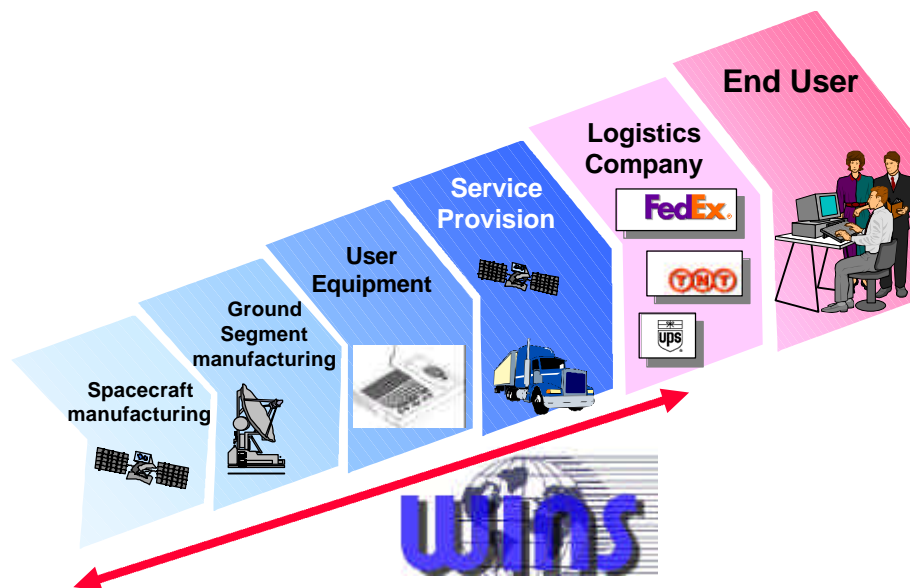 End User
Logistics
Company
FedEx®
Service
Provision
TNT
User
Equipment
ups
Ground
Segment
manufacturing
Spacecraft
manufacturing
wins